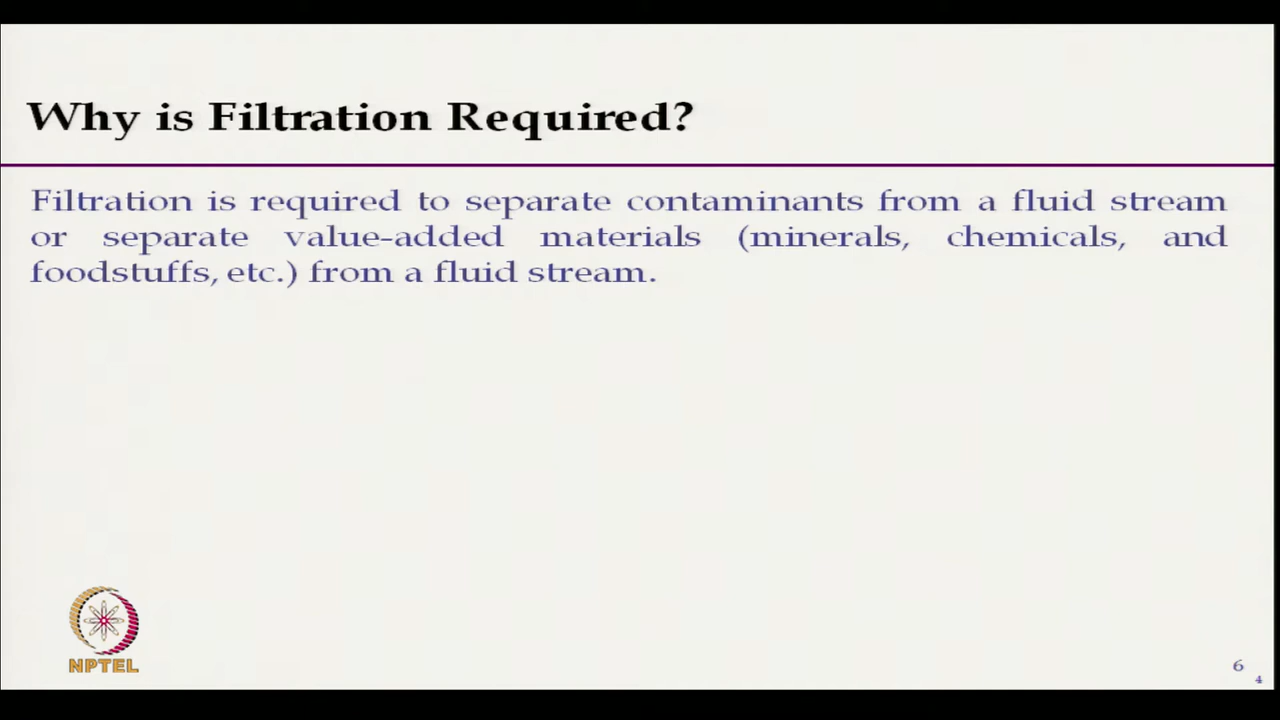 Why is Filtration Required?
Filtration is required to separate contaminants from a fluid stream
or separate value-added materials (minerals, chemicals, and
foodstuffs, etc.) from a fluid stream.
NPTEL
6
4